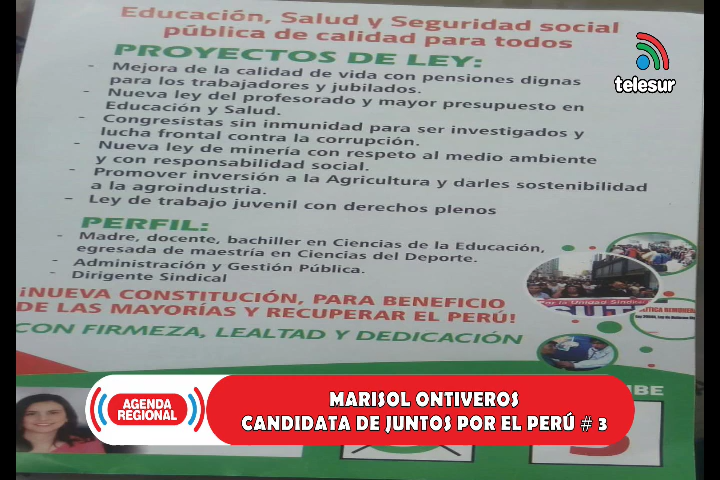 Educación, Salud y Seguridad social
pública de calidad para todos
telesur
PROYECTOS DE LEY:
- Mejora de la calidad de vida con pensiones dignas
para los trabajadores y jubilados.
- Nueva ley del profesorado y mayor presupuesto en
Educación y Salud.
- Congresistas sin inmunidad para ser investigados y
lucha frontal contra la corrupción.
- Nueva ley de minería con respeto al medio ambiente
y con responsabilidad social.
- Promover inversión a la Agricultura y darles sostenibilidad
a la agroindustria.
- Ley de trabajo juvenil con derechos plenos
PERFIL:
- Madre, docente, bachiller en Ciencias de la Educación,
egresada de maestría en Ciencias del Deporte.
- Administración y Gestión Pública.
- Dirigente Sindical
¡NUEVA CONSTITUCIÓN, PARA BENEFICIO
DE LAS MAYORÍAS Y RECUPERAR EL PERÚ!
CON FIRMEZA, LEALTAD Y DEDICACIÓN
AGENDA
REGIONAL
MARISOL ONTIVEROS
CANDIDATA DE JUNTOS POR EL PERÚ # 3